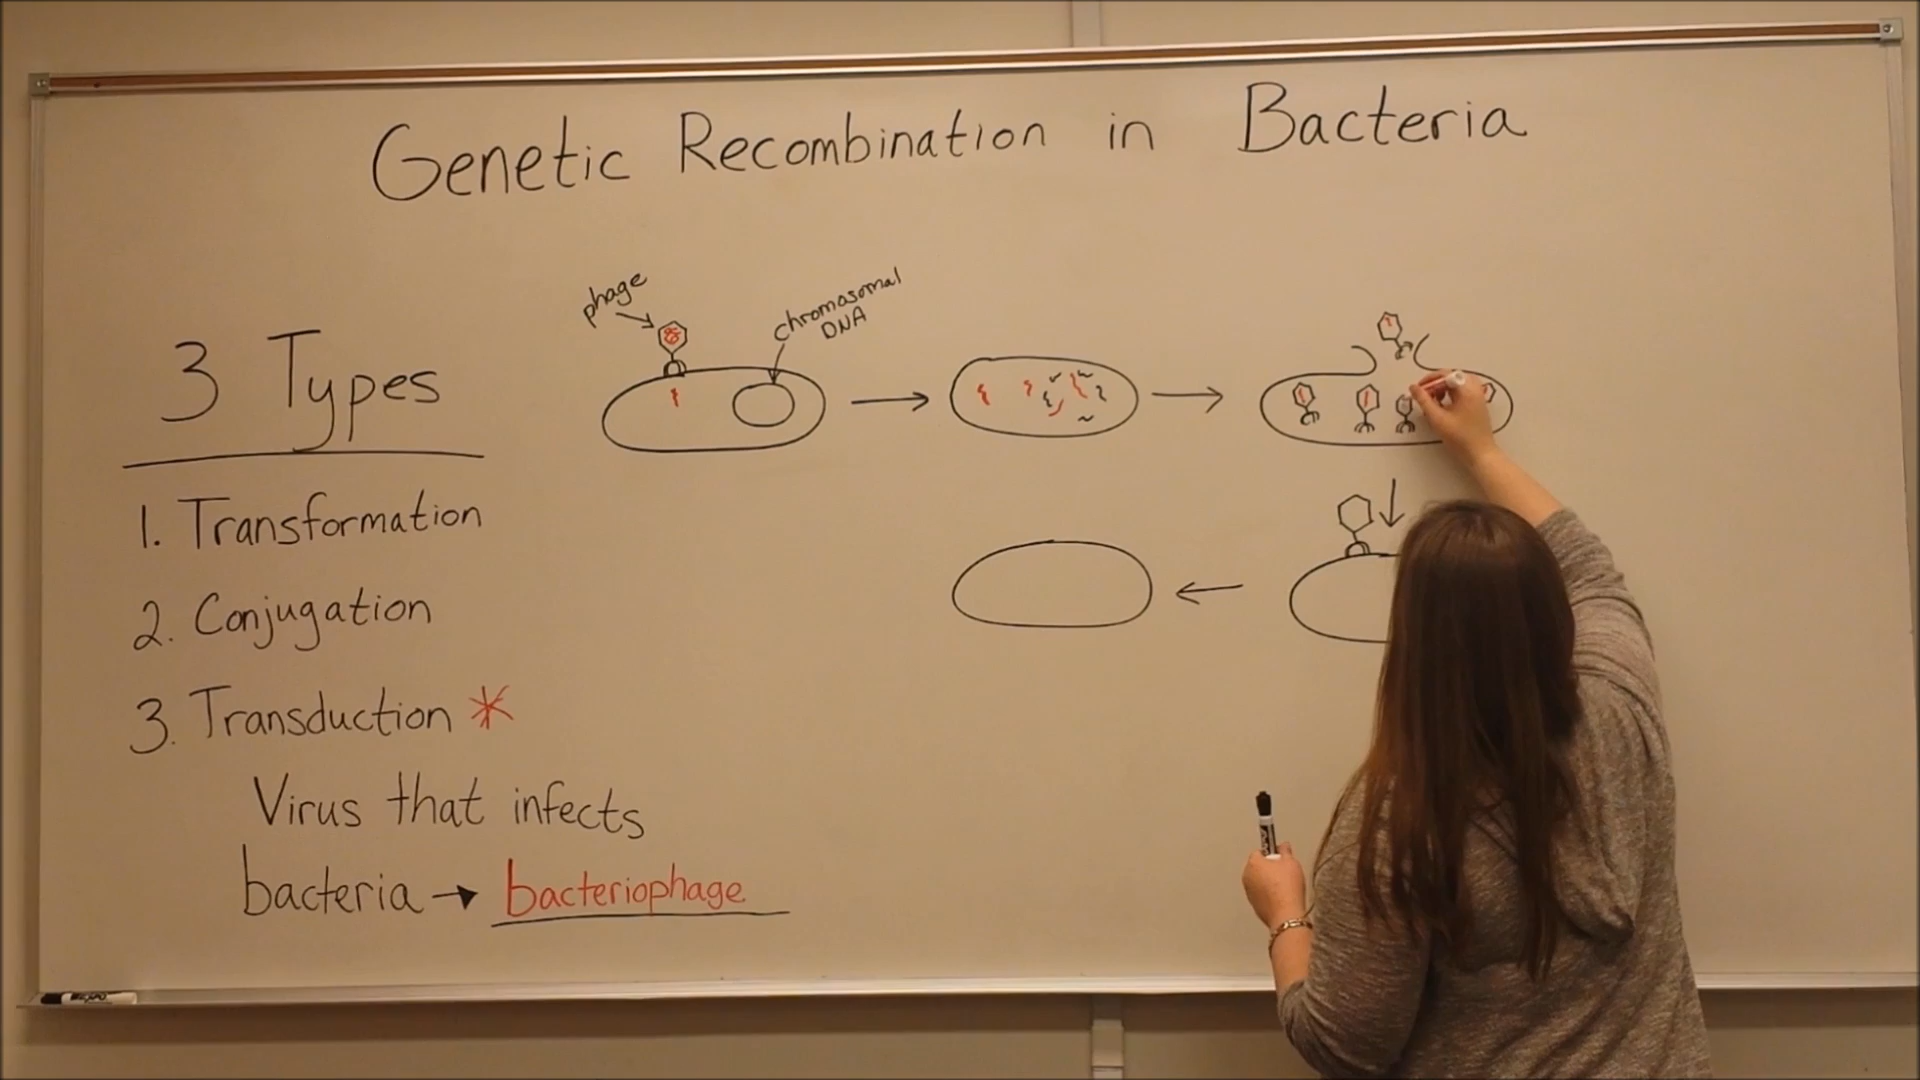 Genetic Recombination in Bacteria
phage
chromosomal
DNA
3 Types
1. Transformation
2. Conjugation
3. Transduction *
Virus that infects
bacteria → bacteriophage
EXPO